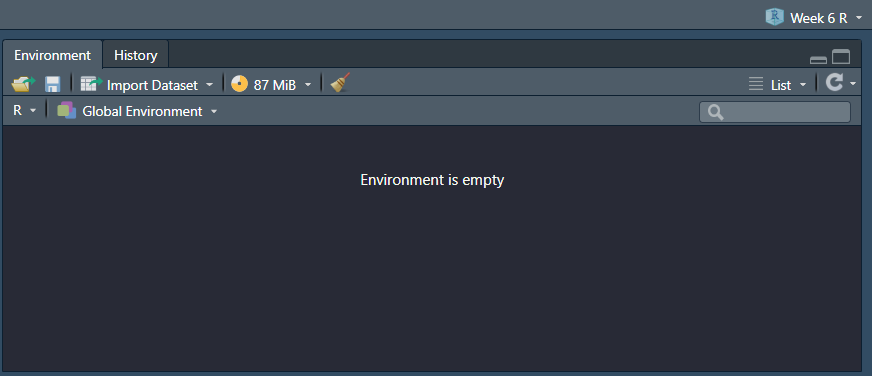 Week 6 R
Environment History
Import Dataset 87 MiB List
R Global Environment
Environment is empty